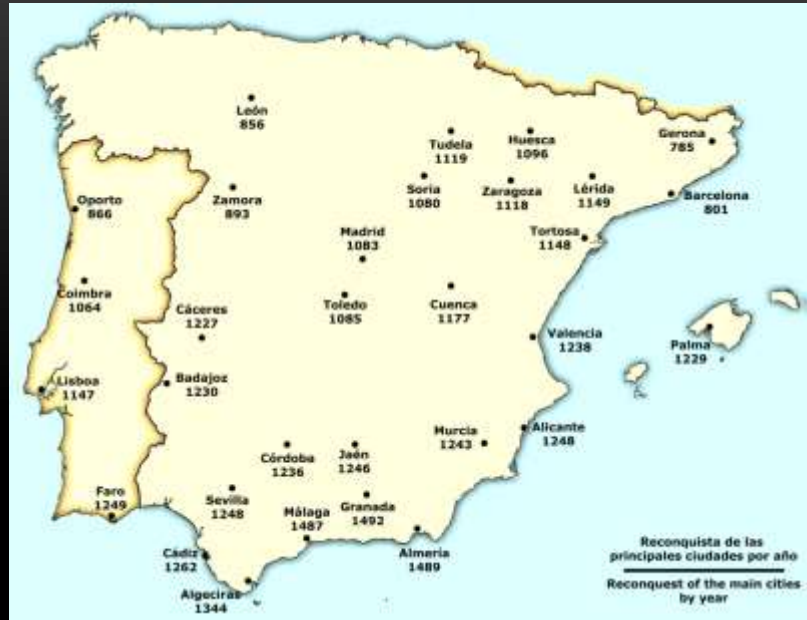 León
856
Tudela
1119
Huesca
1096
Gerona
785
Oporto
866
Zamora
893
Soria
1080
Zaragoza
1118
Lérida
1149
Barcelona
801
Madrid
1083
Tortosa
1148
Coimbra
1064
Cáceres
1227
Toledo
1085
Cuenca
1177
Valencia
1238
Palma
1229
Lisboa
1147
Badajoz
1230
Córdoba
1236
Jaén
1246
Murcia
1243
Alicante
1248
Faro
1249
Sevilla
1248
Málaga
1487
Granada
1492
Almería
1489
Cádiz
1262
Algeciras
1344
Reconquista de las
principales ciudades por año
Reconquest of the main cities
by year